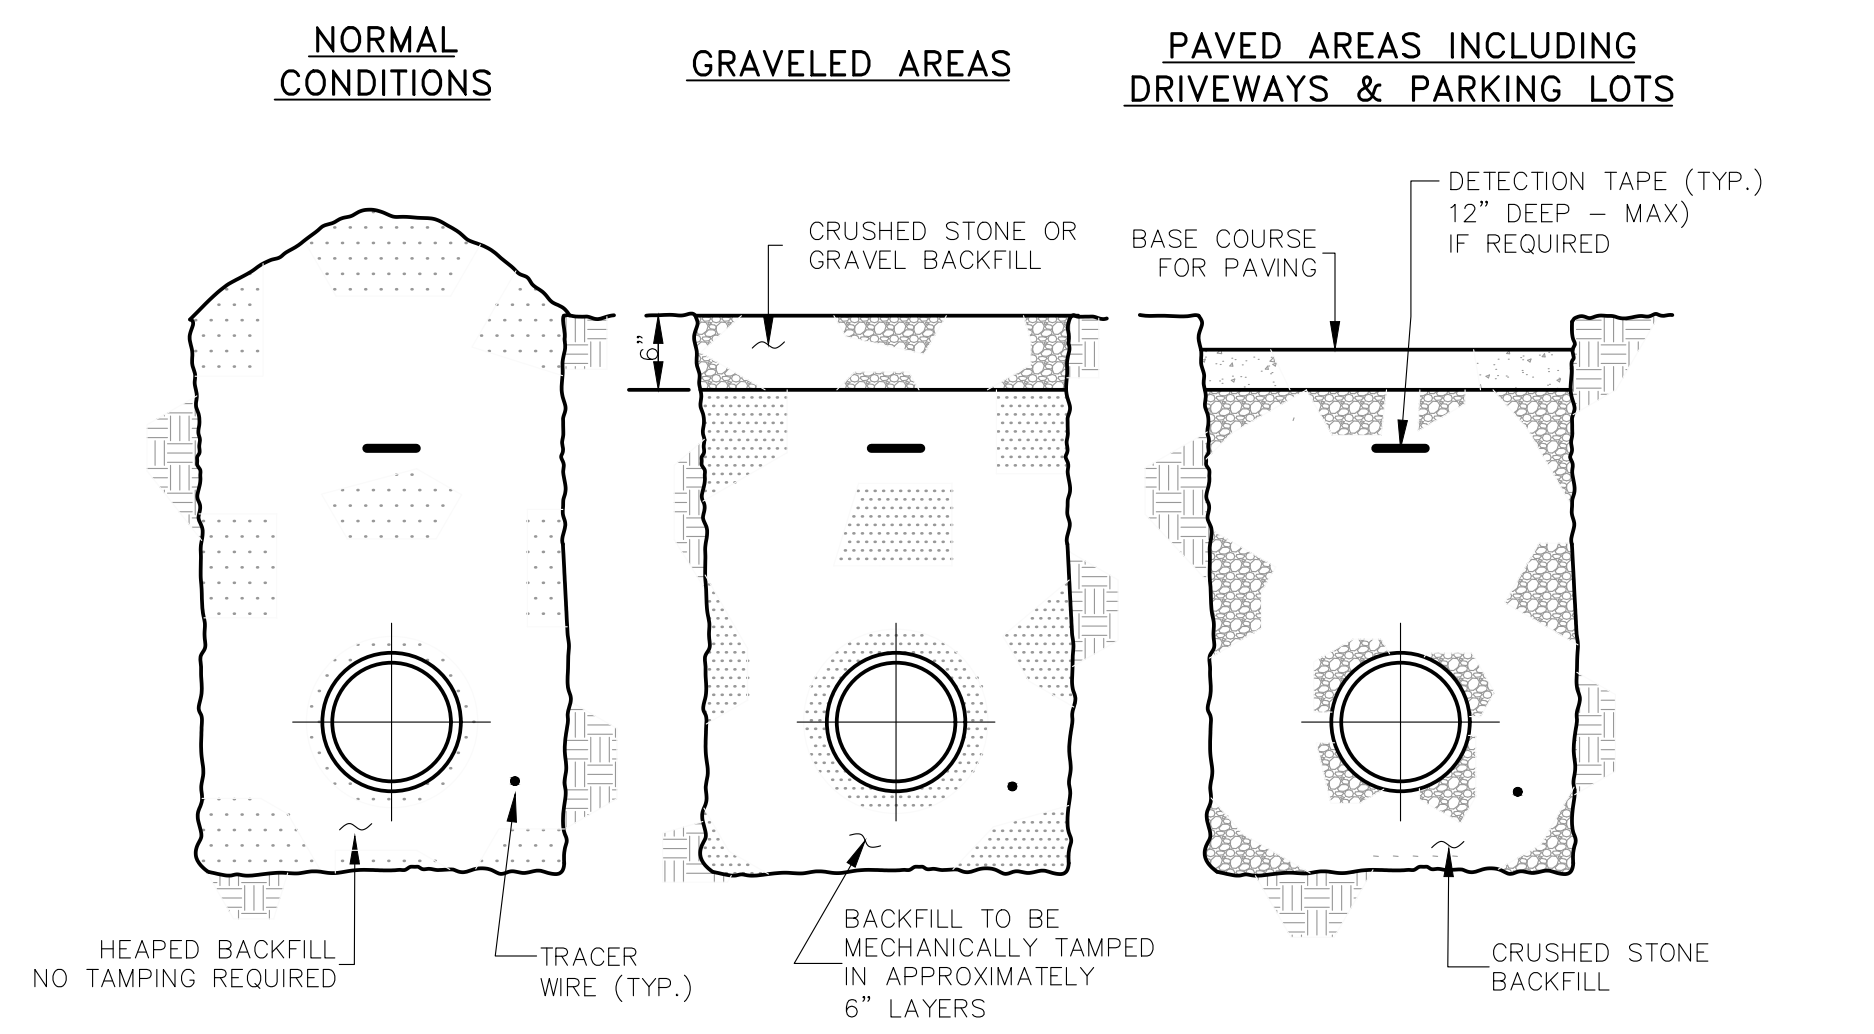 NORMAL
CONDITIONS
GRAVELED AREAS
PAVED AREAS INCLUDING
DRIVEWAYS & PARKING LOTS
DETECTION TAPE (TYP.)
12" DEEP – MAX)
IF REQUIRED
CRUSHED STONE OR
GRAVEL BACKFILL
BASE COURSE
FOR PAVING
6"
HEAPED BACKFILL
NO TAMPING REQUIRED
TRACER
WIRE (TYP.)
BACKFILL TO BE
MECHANICALLY TAMPED
IN APPROXIMATELY
6" LAYERS
CRUSHED STONE
BACKFILL